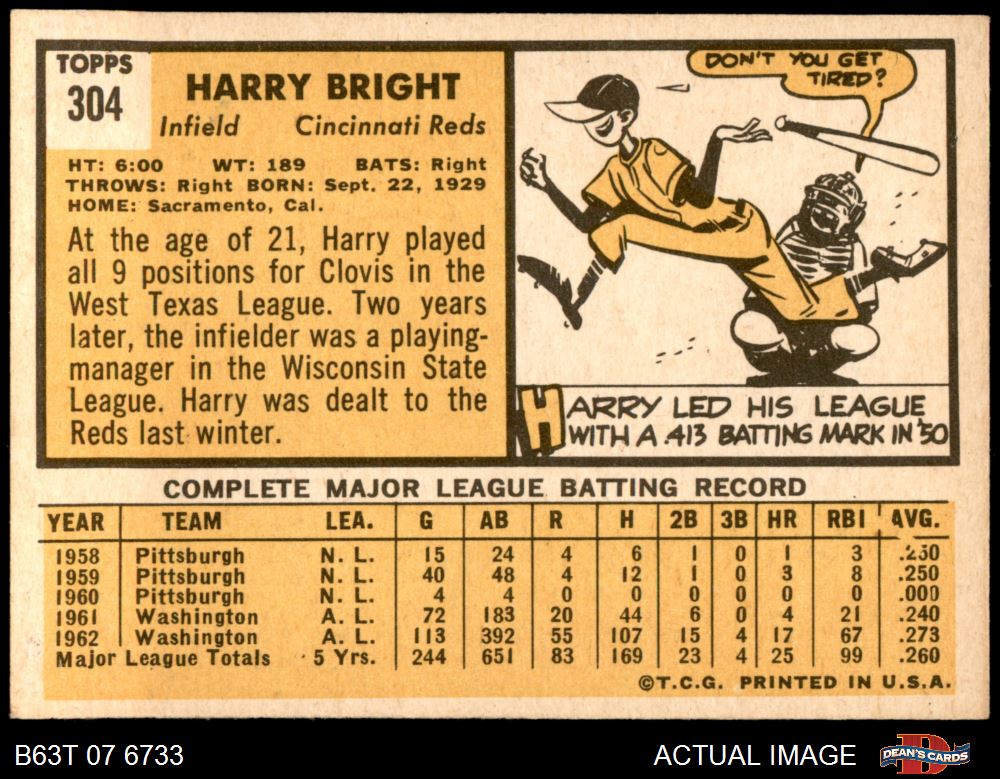 TOPPS
304
HARRY BRIGHT
Infield Cincinnati Reds
HT: 6:00 WT: 189 BATS: Right
THROWS: Right BORN: Sept. 22, 1929
HOME: Sacramento, Cal.
At the age of 21, Harry played
all 9 positions for Clovis in the
West Texas League. Two years
later, the infielder was a playing-
manager in the Wisconsin State
League. Harry was dealt to the
Reds last winter.
DON'T YOU GET
TIRED?
HARRY LED HIS LEAGUE
WITH A .413 BATTING MARK IN '50
COMPLETE MAJOR LEAGUE BATTING RECORD
YEAR TEAM LEA. G AB R H 2B 3B HR RBI AVG.
1958 Pittsburgh N. L. 15 24 4 6 1 0 1 3 .250
1959 Pittsburgh N. L. 40 48 4 12 1 0 3 8 .250
1960 Pittsburgh N. L. 4 4 0 0 0 0 0 0 .000
1961 Washington A. L. 72 183 20 44 6 0 4 21 .240
1962 Washington A. L. 113 392 55 107 15 4 17 67 .273
Major League Totals 5 Yrs. 244 651 83 169 23 4 25 99 .260
©T.C.G. PRINTED IN U.S.A.
B63T 07 6733 ACTUAL IMAGE DEAN'S CARDS